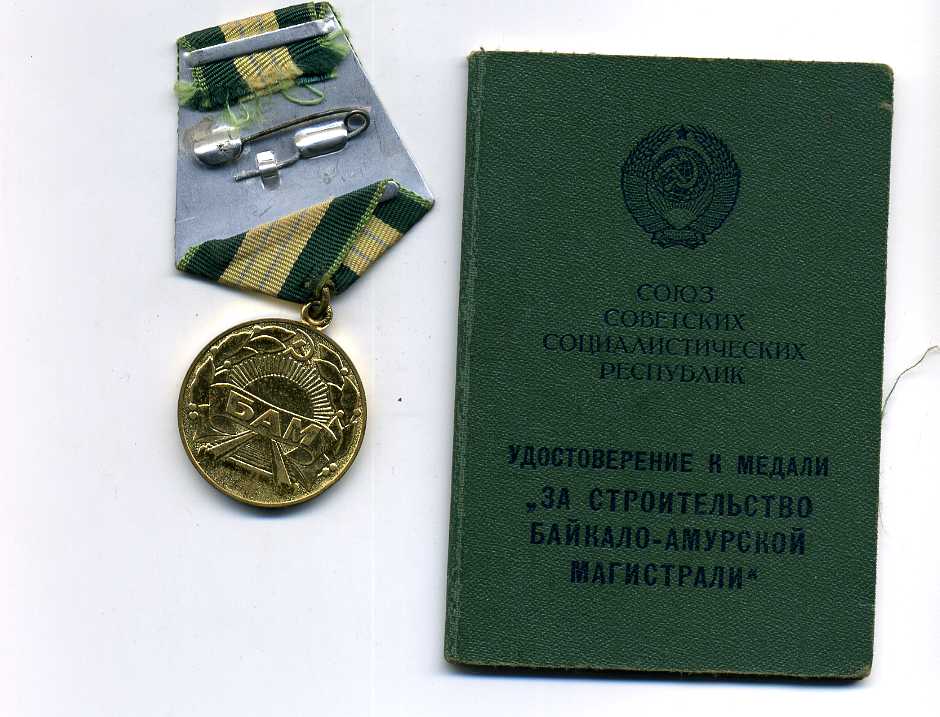 БАМ
СОЮЗ
СОВЕТСКИХ
СОЦИАЛИСТИЧЕСКИХ
РЕСПУБЛИК
УДОСТОВЕРЕНИЕ К МЕДАЛИ
„ЗА СТРОИТЕЛЬСТВО
БАЙКАЛО-АМУРСКОЙ
МАГИСТРАЛИ“